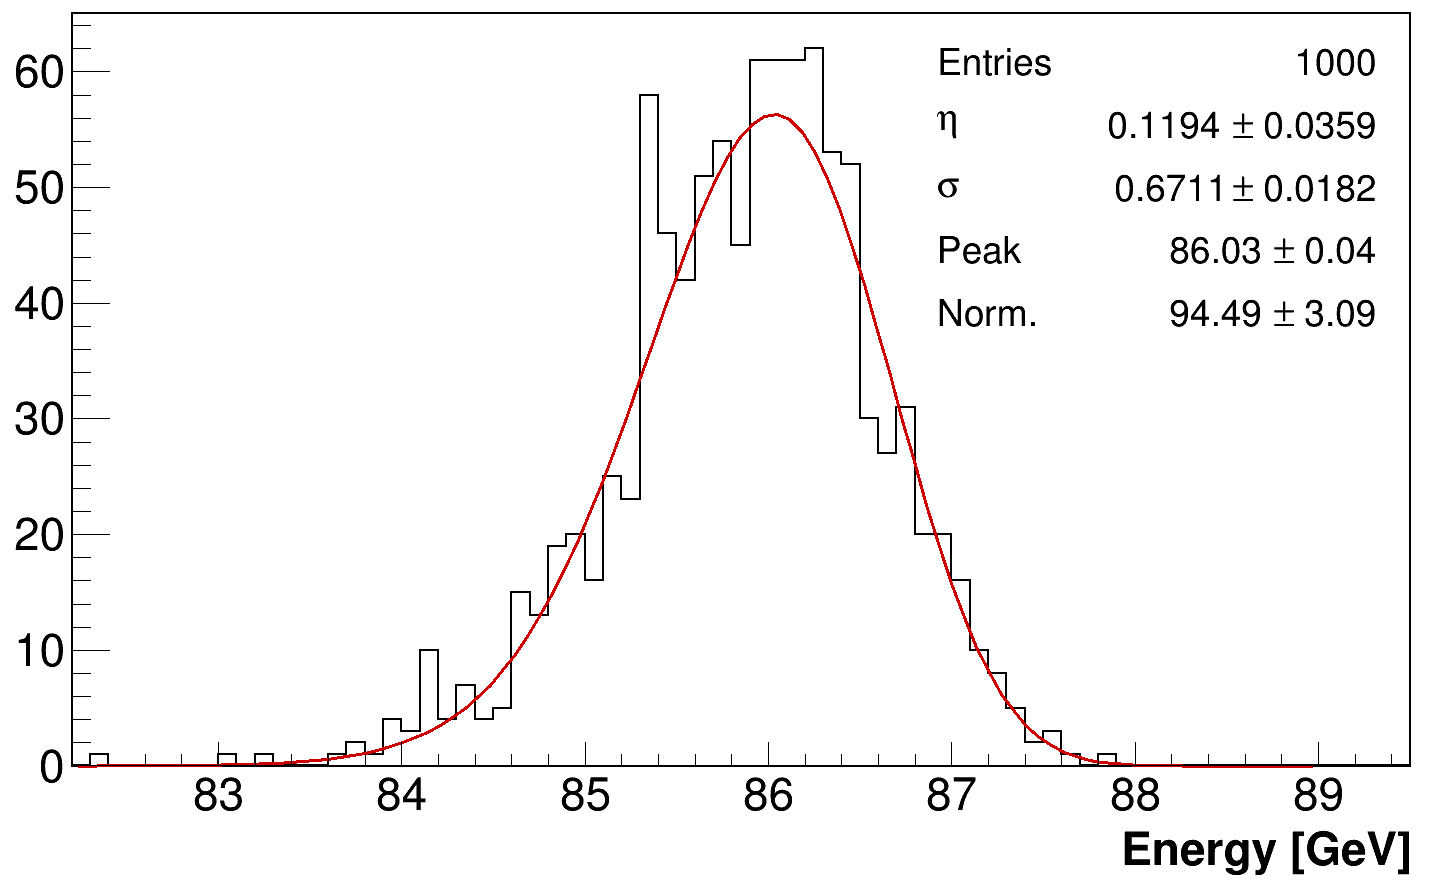 Entries 1000
η 0.1194 ± 0.0359
σ 0.6711 ± 0.0182
Peak 86.03 ± 0.04
Norm. 94.49 ± 3.09
60
50
40
30
20
10
0
83 84 85 86 87 88 89
Energy [GeV]